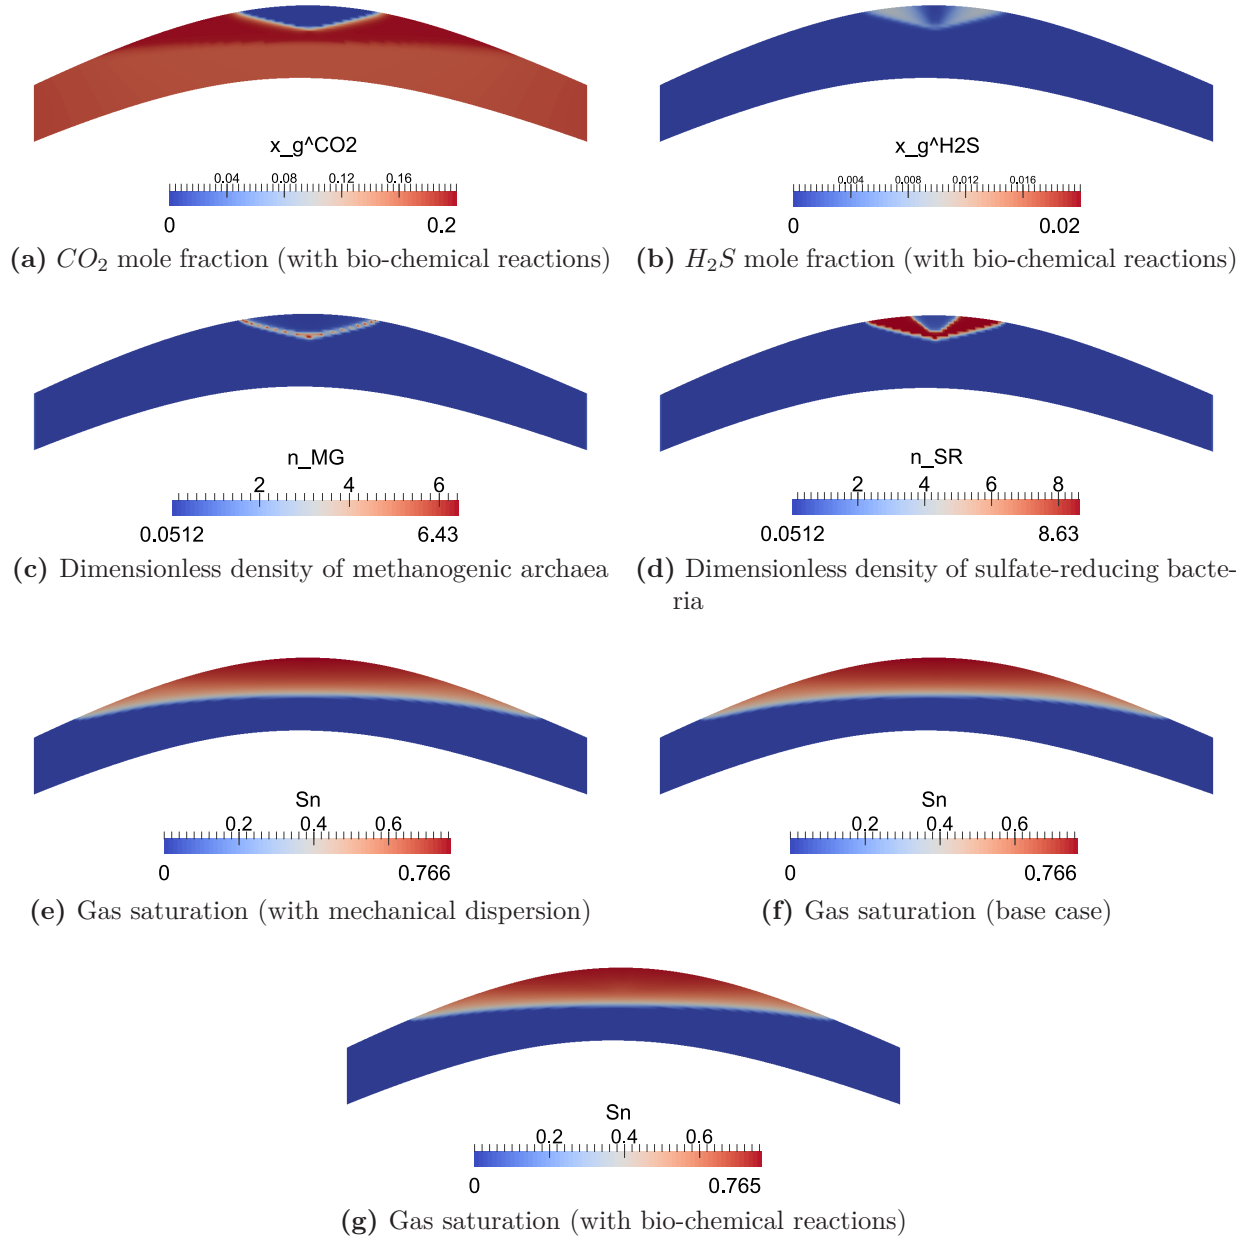 x_g^CO2
0.04 0.08 0.12 0.16
0 0.2
(a) CO2 mole fraction (with bio-chemical reactions)
x_g^H2S
0.004 0.008 0.012 0.016
0 0.02
(b) H2S mole fraction (with bio-chemical reactions)
n_MG
2 4 6
0.0512 6.43
(c) Dimensionless density of methanogenic archaea
n_SR
2 4 6 8
0.0512 8.63
(d) Dimensionless density of sulfate-reducing bacte-
ria
Sn
0.2 0.4 0.6
0 0.766
(e) Gas saturation (with mechanical dispersion)
Sn
0.2 0.4 0.6
0 0.766
(f) Gas saturation (base case)
Sn
0.2 0.4 0.6
0 0.765
(g) Gas saturation (with bio-chemical reactions)